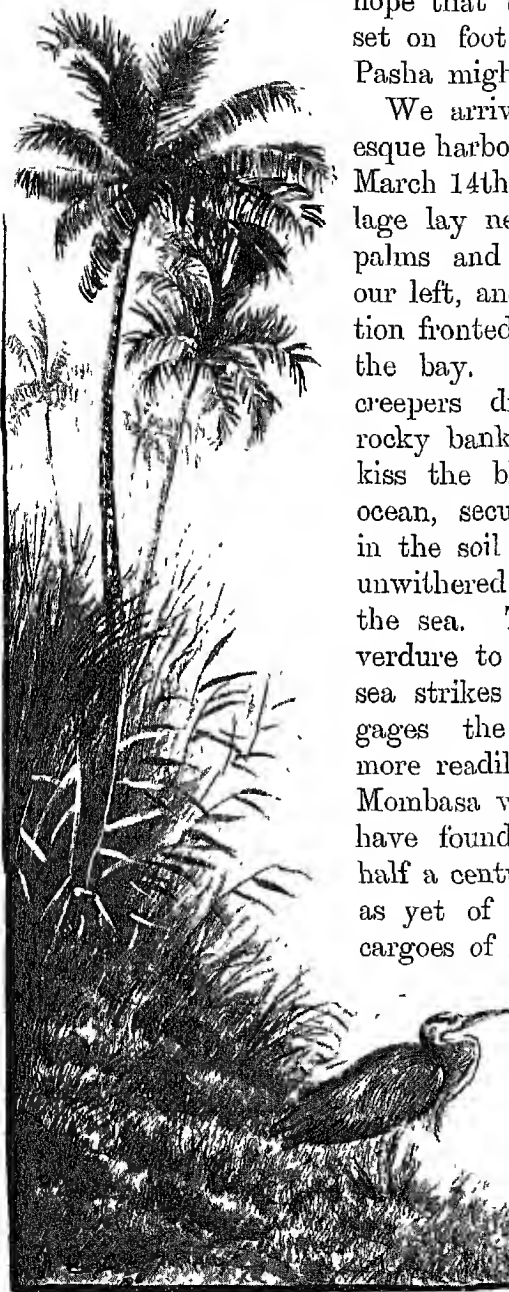 hope that
set on foot
Pasha migh
We arriv
esque harbo
March 14th
lage lay ne
palms and
our left, an
tion fronted
the bay.
creepers d
rocky bank
kiss the b
ocean, secu
in the soil
unwithered
the sea.
verdure to
sea strikes
gages the
more readil
Mombasa w
have found
half a cent
as yet of
cargoes of